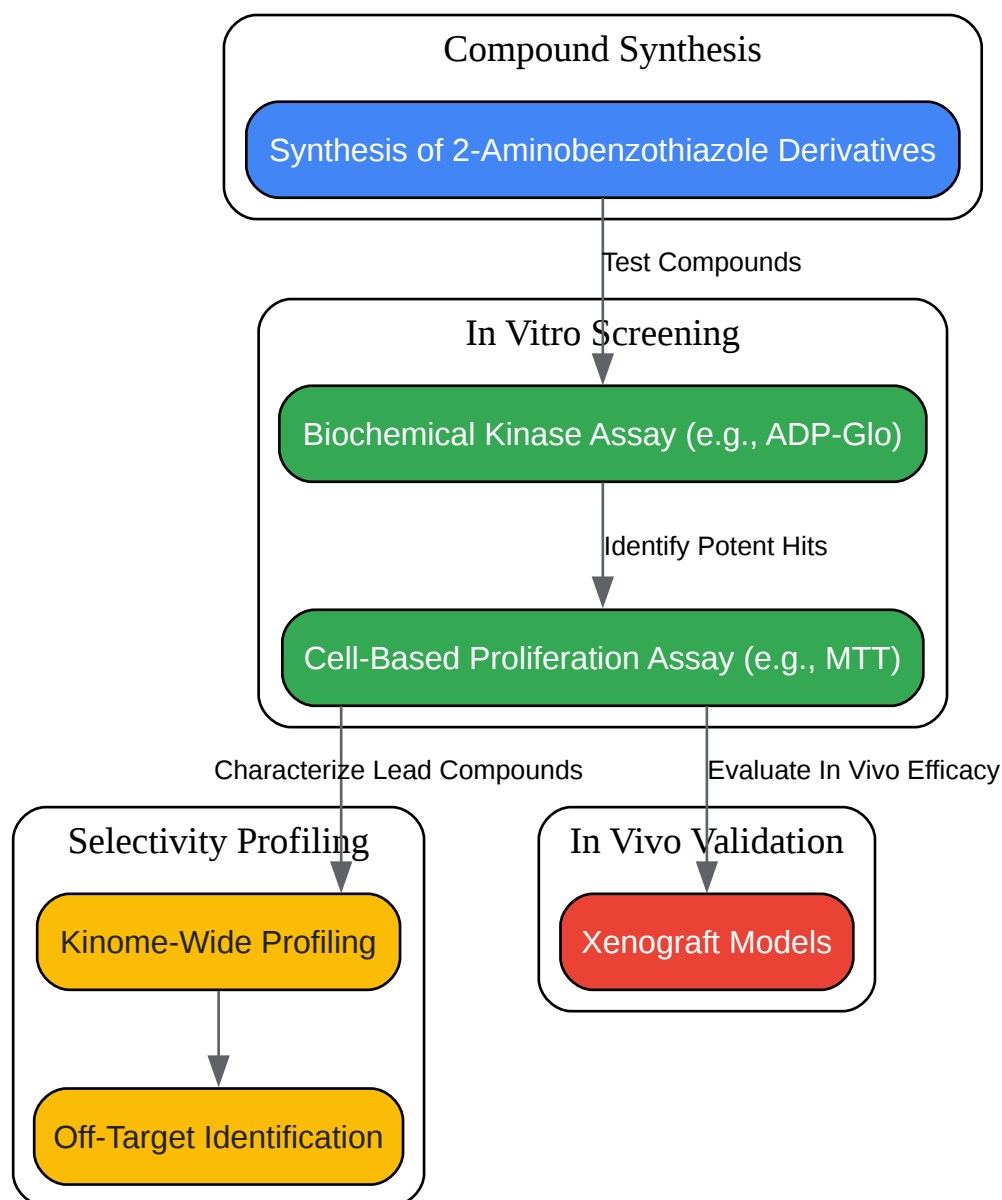 Compound Synthesis
Synthesis of 2-Aminobenzothiazole Derivatives
Test Compounds
In Vitro Screening
Biochemical Kinase Assay (e.g., ADP-Glo)
Identify Potent Hits
Cell-Based Proliferation Assay (e.g., MTT)
Characterize Lead Compounds
Evaluate In Vivo Efficacy
Selectivity Profiling
In Vivo Validation
Kinome-Wide Profiling
Xenograft Models
Off-Target Identification